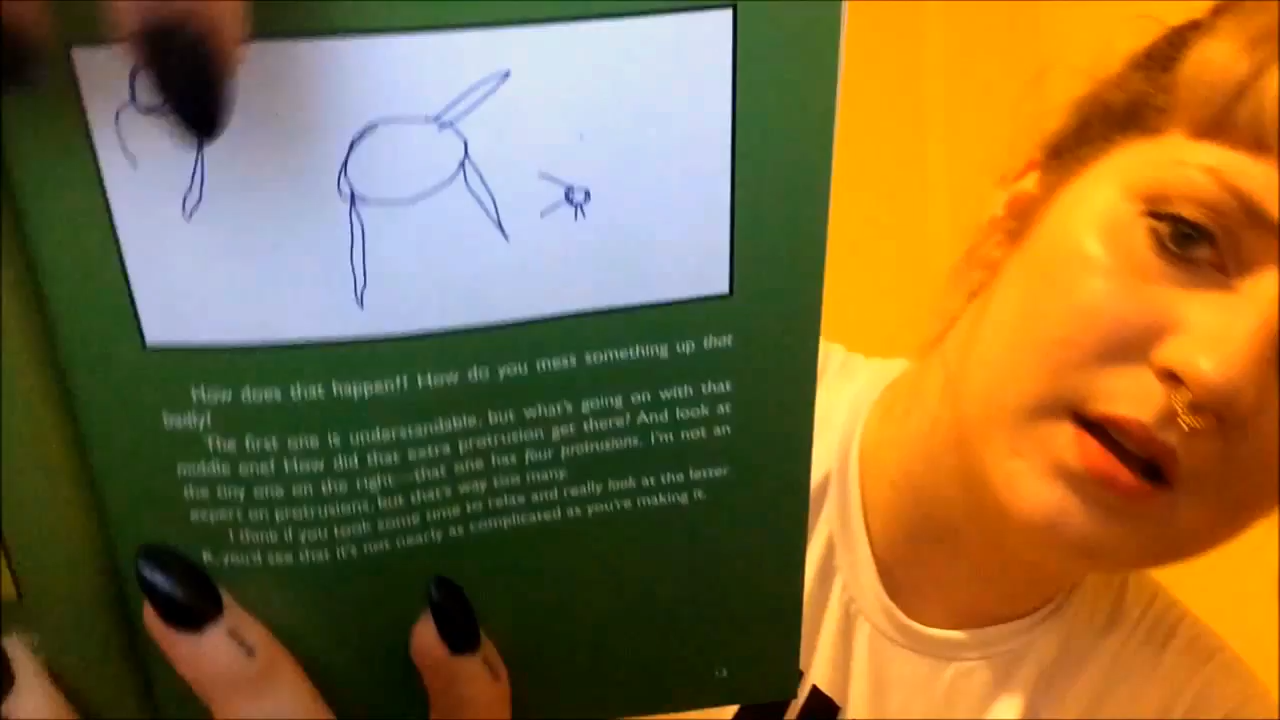 How does that happen?! How do you mess something up that
badly!
The first one is understandable, but what's going on with that
middle one? How did that extra protrusion get there? And look at
the tiny one on the right—that one has four protrusions. I'm not an
expert on protrusions, but that's way too many.
I think if you took some time to relax and really look at the letter
R, you'd see that it's not nearly as complicated as you're making it.